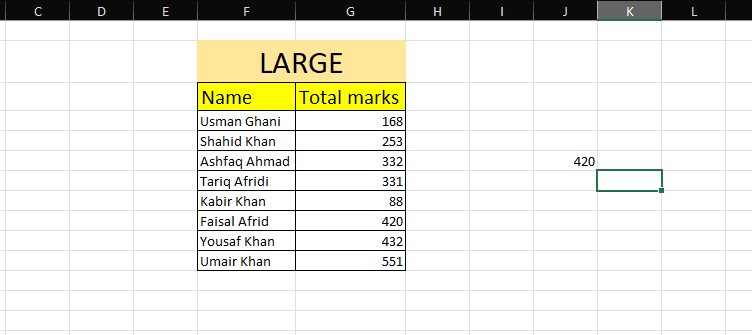 C D E F G H I J K L
LARGE
Name Total marks
Usman Ghani 168
Shahid Khan 253
Ashfaq Ahmad 332 420
Tariq Afridi 331
Kabir Khan 88
Faisal Afrid 420
Yousaf Khan 432
Umair Khan 551